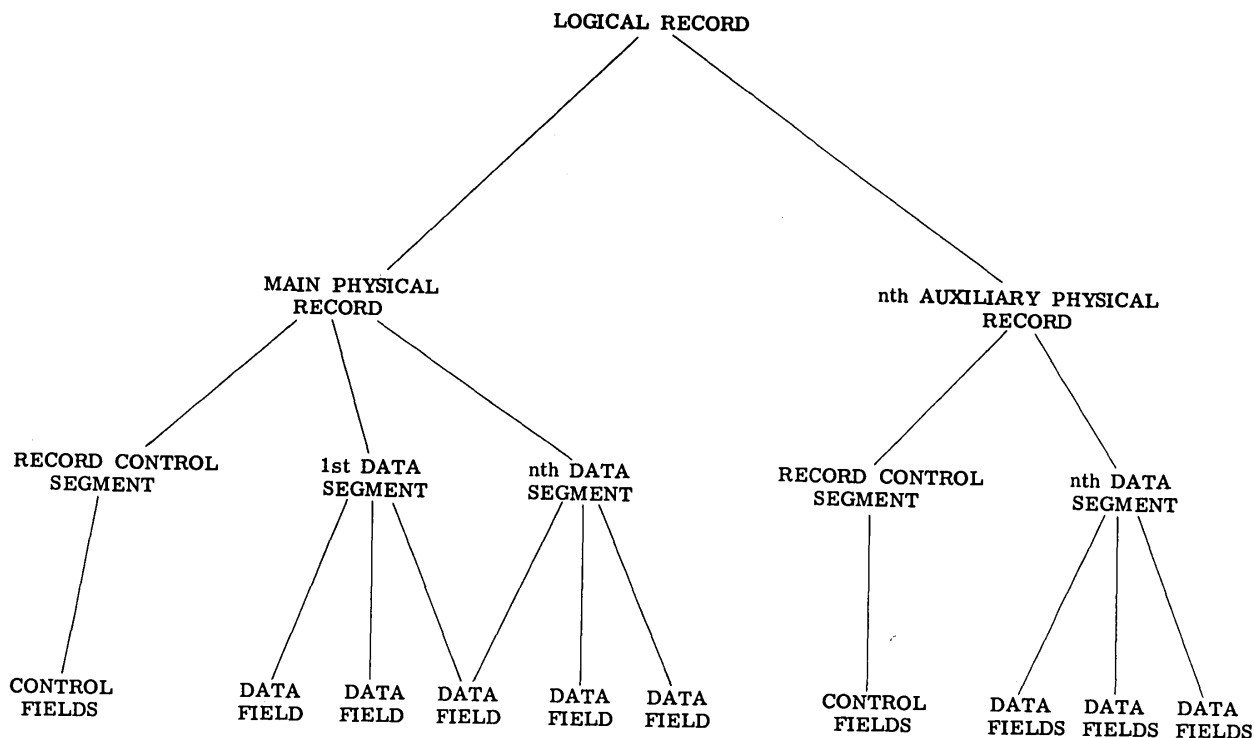 LOGICAL RECORD
MAIN PHYSICAL
RECORD
nth AUXILIARY PHYSICAL
RECORD
RECORD CONTROL
SEGMENT
1st DATA
SEGMENT
nth DATA
SEGMENT
RECORD CONTROL
SEGMENT
nth DATA
SEGMENT
CONTROL
FIELDS
DATA
FIELD
DATA
FIELD
DATA
FIELD
DATA
FIELD
DATA
FIELD
CONTROL
FIELDS
DATA
FIELDS
DATA
FIELDS
DATA
FIELDS